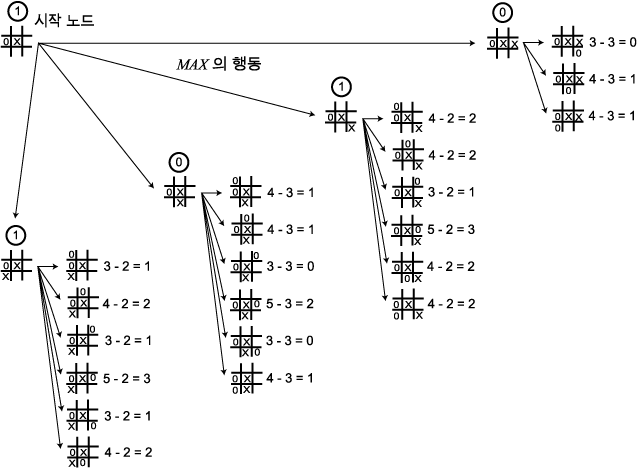 1
시작 노드
O X
MAX 의 행동
0
O X X
O X X O 3 - 3 = 0
O X X O 4 - 3 = 1
O X X O 4 - 3 = 1
1
O X X
O O X X 4 - 2 = 2
O O X X 4 - 2 = 2
O O X X 3 - 2 = 1
O X O X 5 - 2 = 3
O X O X 4 - 2 = 2
O X O X 4 - 2 = 2
0
O X X
O O X X 4 - 3 = 1
O O X X 4 - 3 = 1
O O X X 3 - 3 = 0
O X O X 5 - 3 = 2
O X X O 3 - 3 = 0
O X O X 4 - 3 = 1
1
O X X
O O X X 3 - 2 = 1
O O X X 4 - 2 = 2
O O X X 3 - 2 = 1
O X O X 5 - 2 = 3
O X X O 3 - 2 = 1
O X X O 4 - 2 = 2